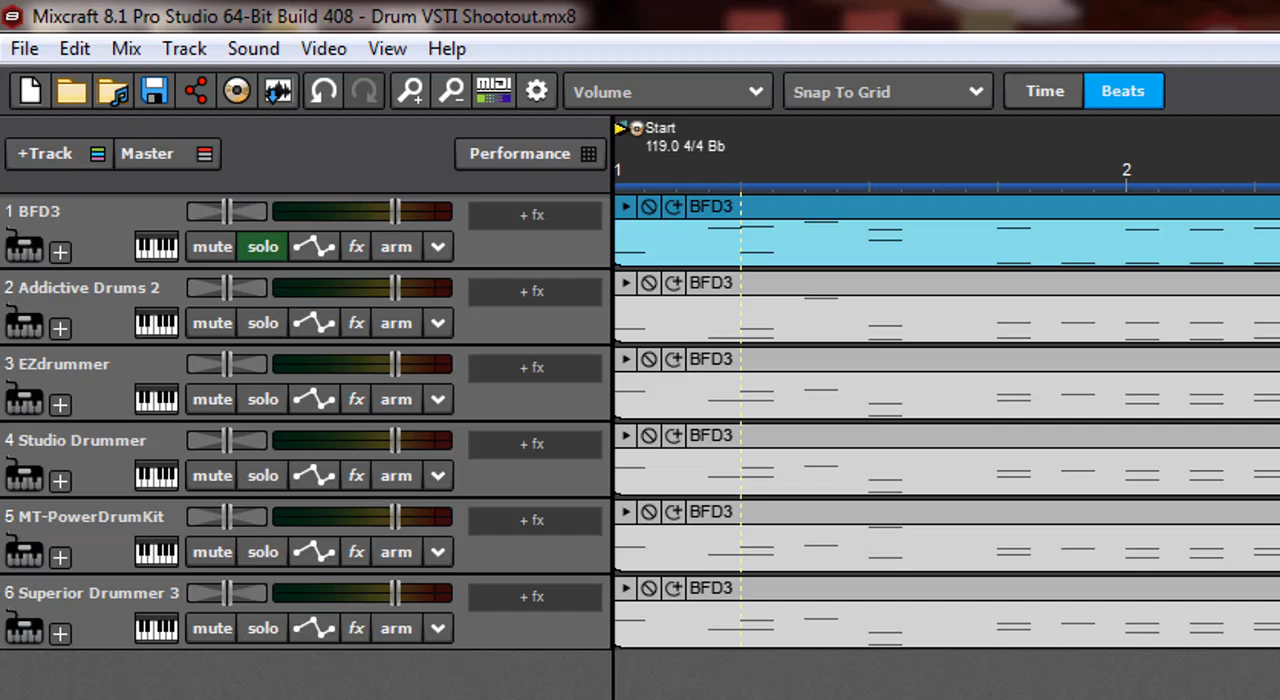 Mixcraft 8.1 Pro Studio 64-Bit Build 408 - Drum VSTI Shootout.mx8
File Edit Mix Track Sound Video View Help
MIDI Volume Snap To Grid Time Beats
+Track Master Performance
Start
119.0 4/4 Bb
1 2
1 BFD3 + fx BFD3
mute solo fx arm
2 Addictive Drums 2 + fx BFD3
mute solo fx arm
3 EZdrummer + fx BFD3
mute solo fx arm
4 Studio Drummer + fx BFD3
mute solo fx arm
5 MT-PowerDrumKit + fx BFD3
mute solo fx arm
6 Superior Drummer 3 + fx BFD3
mute solo fx arm